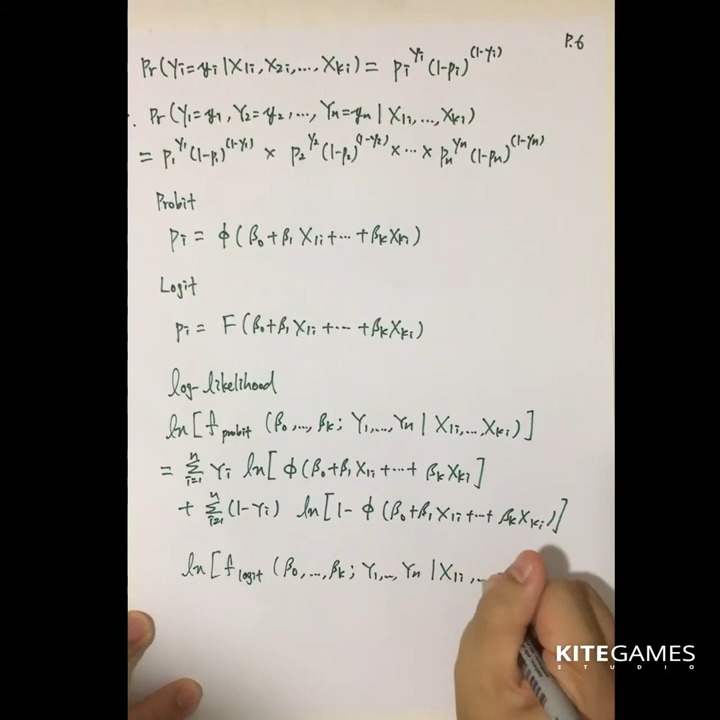 P.6
Pr(Yi=yi|X1i,X2i,...,Xki) = pi^Yi (1-pi)^(1-Yi)
Pr(Y1=y1,Y2=y2,...,Yn=yn|X1i,...,Xki)
= p1^Y1 (1-p1)^(1-Y1) × p2^Y2 (1-p2)^(1-Y2) × ... × pn^Yn (1-pn)^(1-Yn)
Probit
pi = ϕ(β0+β1X1i+...+βkXki)
Logit
pi = F(β0+β1X1i+...+βkXki)
log-likelihood
ln[fprobit(β0,...,βk; Y1,...,Yn|X1i,...,Xki)]
= Σ_{i=1}^{n} Yi ln[ϕ(β0+β1X1i+...+βkXki]
+ Σ_{i=1}^{n} (1-Yi) ln[1-ϕ(β0+β1X1i+...+βkXki)]
ln[flogit(β0,...,βk; Y1,...,Yn|X1i,...
KITEGAMES
STUDIO